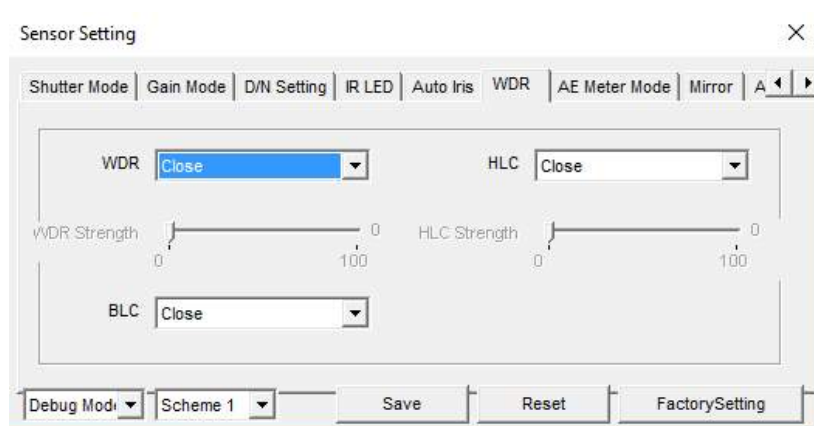 Sensor Setting
Shutter Mode Gain Mode D/N Setting IR LED Auto Iris WDR AE Meter Mode Mirror A
WDR Close HLC Close
WDR Strength 0 HLC Strength 0
0 100 0 100
BLC Close
Debug Mod Scheme 1 Save Reset FactorySetting